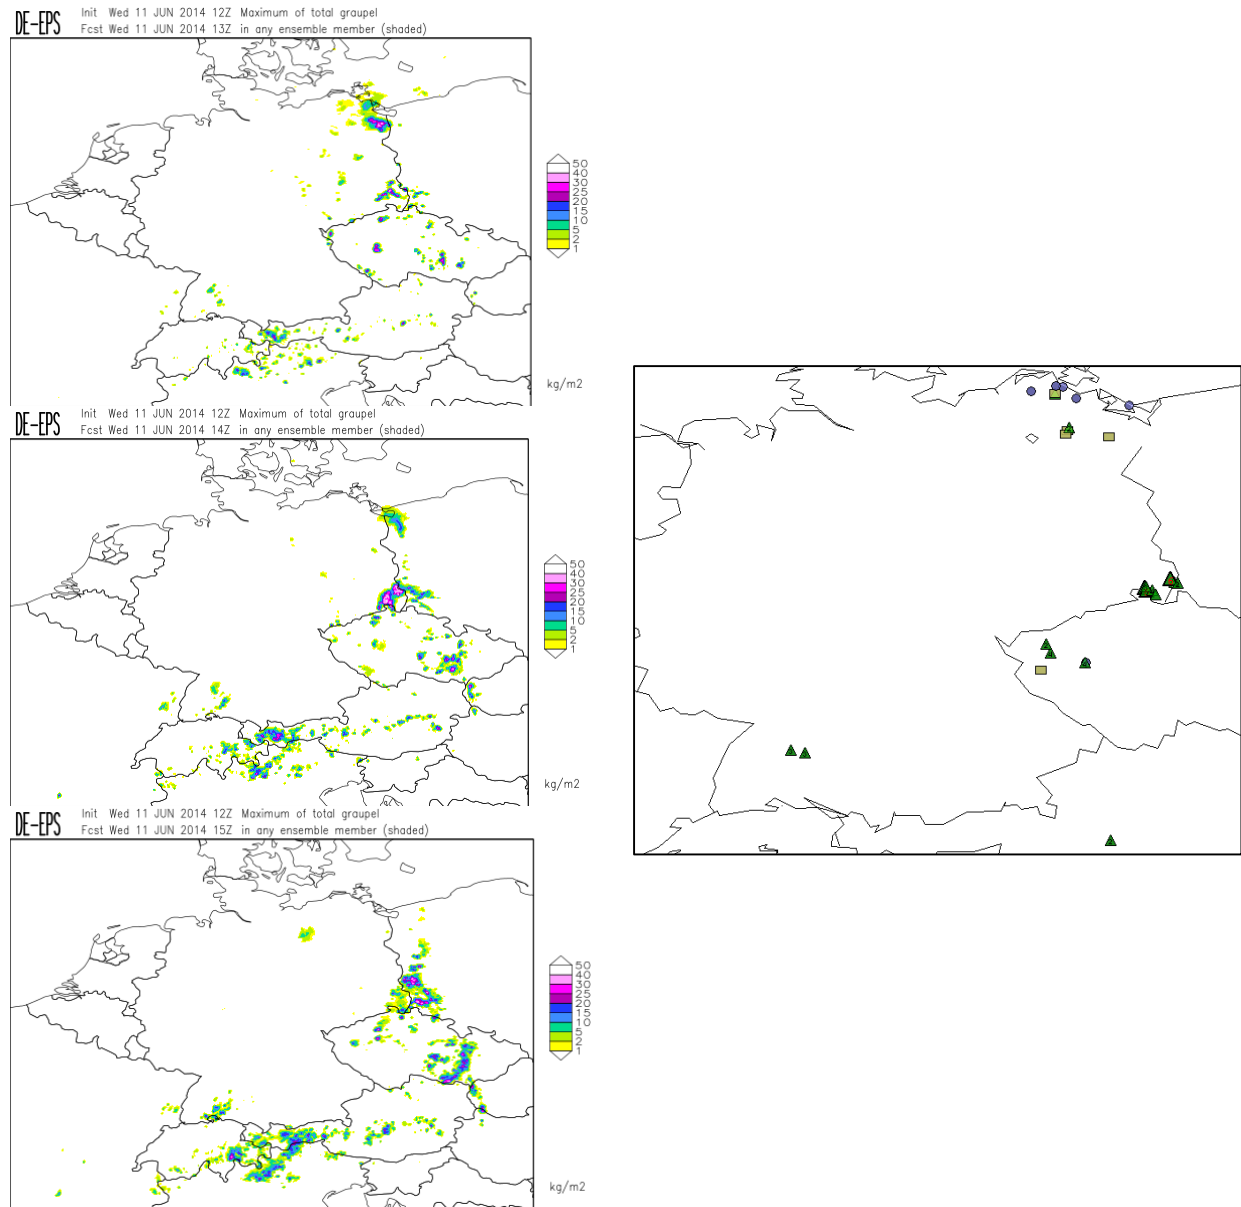 DE-EPS
Init Wed 11 JUN 2014 12Z Maximum of total graupel
Fcst Wed 11 JUN 2014 13Z in any ensemble member (shaded)
50
40
30
25
20
15
10
5
2
1
kg/m2
DE-EPS
Init Wed 11 JUN 2014 12Z Maximum of total graupel
Fcst Wed 11 JUN 2014 14Z in any ensemble member (shaded)
50
40
30
25
20
15
10
5
2
1
kg/m2
DE-EPS
Init Wed 11 JUN 2014 12Z Maximum of total graupel
Fcst Wed 11 JUN 2014 15Z in any ensemble member (shaded)
50
40
30
25
20
15
10
5
2
1
kg/m2